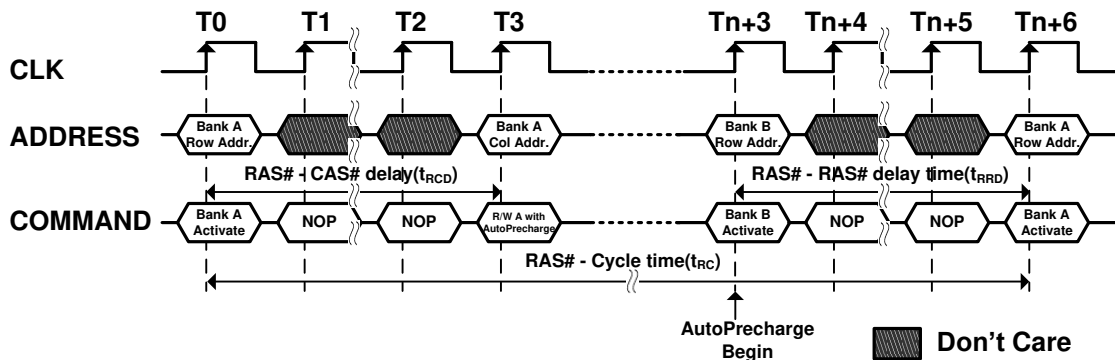 T0 T1 T2 T3 Tn+3 Tn+4 Tn+5 Tn+6
CLK
ADDRESS
Bank A
Row Addr.
Bank A
Col Addr.
Bank B
Row Addr.
Bank A
Row Addr.
RAS# - CAS# delay(tRCD)
RAS# - RAS# delay time(tRRD)
COMMAND
Bank A
Activate
NOP
NOP
R/W A with
AutoPrecharge
Bank B
Activate
NOP
NOP
Bank A
Activate
RAS# - Cycle time(tRC)
AutoPrecharge
Begin
Don't Care